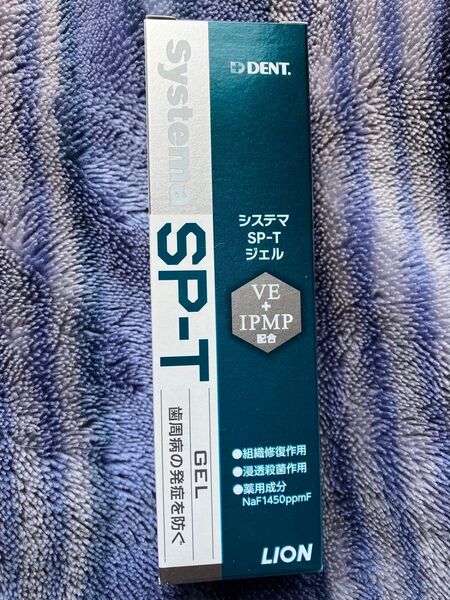 DENT.
Systema
SP-T
GEL
歯周病の発症を防ぐ
システマ
SP-T
ジェル
VE
+
IPMP
配合
●組織修復作用
●浸透殺菌作用
●薬用成分
NaF1450ppmF
LION